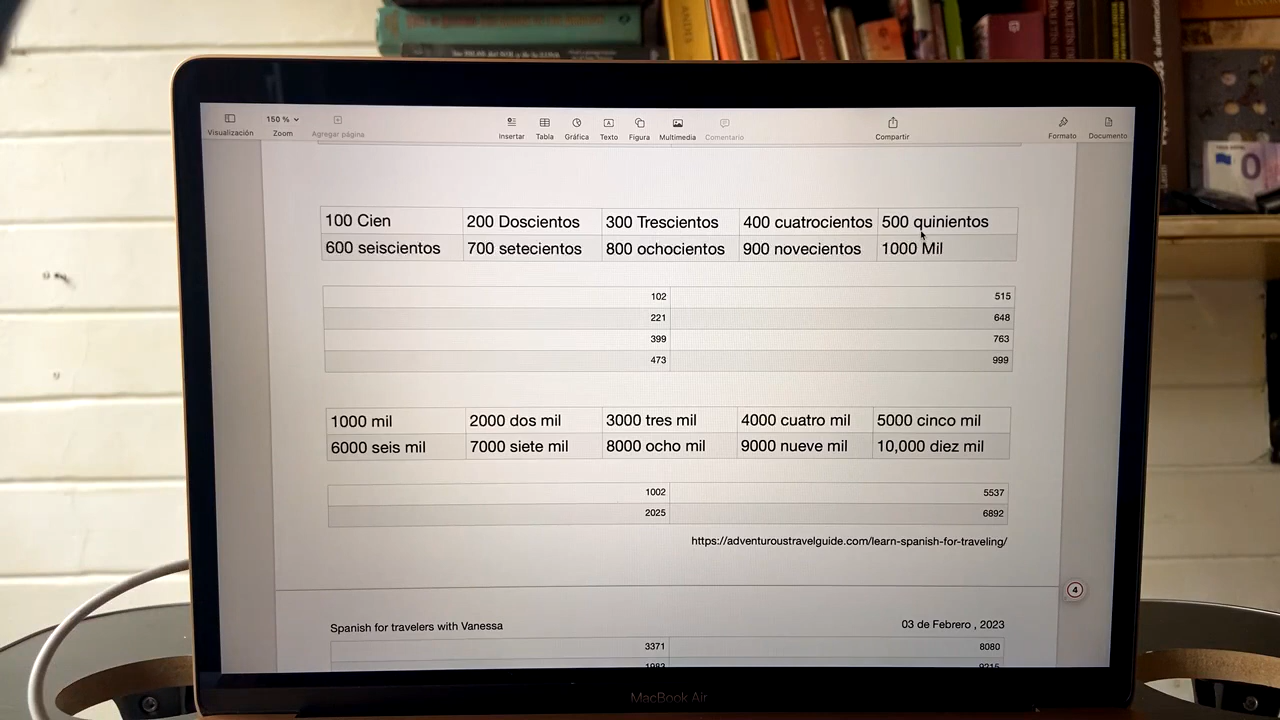 ANDES
Visualización 150 % Zoom Agregar página Insertar Tabla Gráfica Texto Figura Multimedia Comentario Compartir Formato Documento
100 Cien 200 Doscientos 300 Trescientos 400 cuatrocientos 500 quinientos
600 seiscientos 700 setecientos 800 ochocientos 900 novecientos 1000 Mil
102 515
221 648
399 763
473 999
1000 mil 2000 dos mil 3000 tres mil 4000 cuatro mil 5000 cinco mil
6000 seis mil 7000 siete mil 8000 ocho mil 9000 nueve mil 10,000 diez mil
1002 5537
2025 6892
https://adventuroustravelguide.com/learn-spanish-for-traveling/
4
Spanish for travelers with Vanessa 03 de Febrero , 2023
3371 8080
MacBook Air